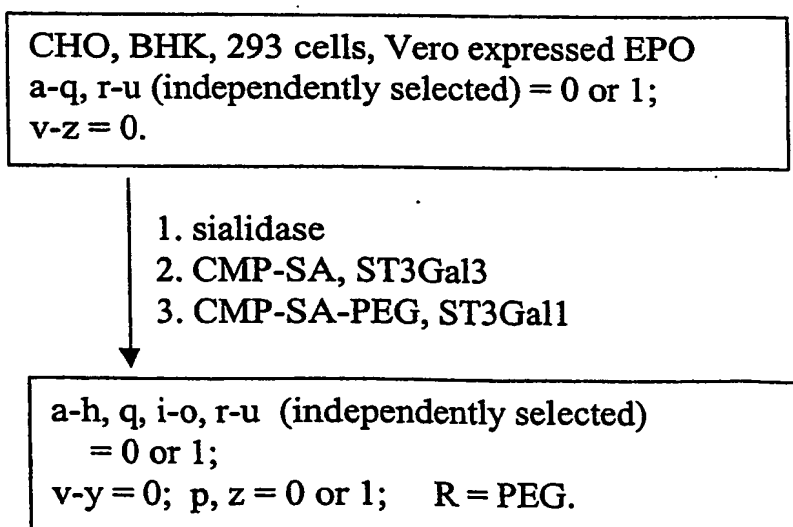 CHO, BHK, 293 cells, Vero expressed EPO
a-q, r-u (independently selected) = 0 or 1;
v-z = 0.
1. sialidase
2. CMP-SA, ST3Gal3
3. CMP-SA-PEG, ST3Gal1
a-h, q, i-o, r-u (independently selected)
= 0 or 1;
v-y = 0; p, z = 0 or 1; R = PEG.